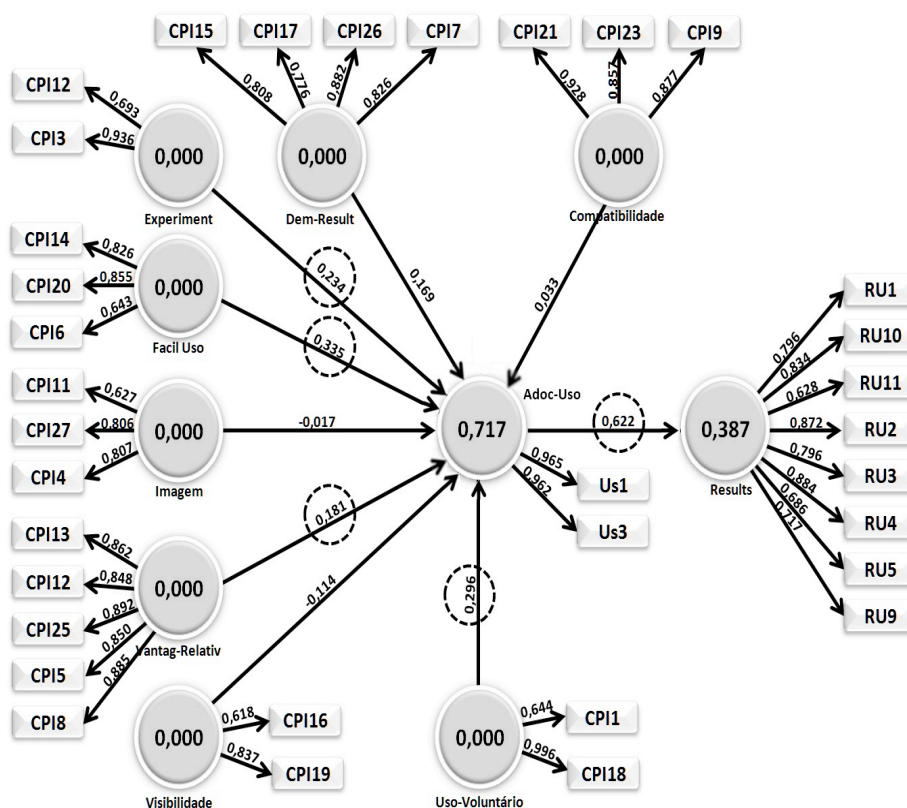 CPI15
CPI17
CPI26
CPI7
CPI21
CPI23
CPI9
0,808
0,776
0,882
0,826
0,928
0,857
0,877
CPI12
0,693
CPI3
0,936
0,000
Experiment
0,000
Dem-Result
0,000
Compatibilidade
CPI14
0,826
CPI20
0,855
CPI6
0,643
0,000
Facil Uso
0,234
0,169
0,033
0,335
CPI11
0,627
CPI27
0,806
CPI4
0,807
0,000
Imagem
-0,017
0,717
Adoc-Uso
0,622
0,387
Results
RU1
0,796
RU10
0,834
RU11
0,628
RU2
0,872
RU3
0,796
RU4
0,884
RU5
0,686
RU9
0,717
0,965
Us1
0,962
Us3
CPI13
0,862
CPI12
0,848
CPI25
0,892
CPI5
0,850
CPI8
0,885
0,000
Vantag-Relativ
0,181
-0,114
0,296
0,000
Visibilidade
0,618
CPI16
0,837
CPI19
0,000
Uso-Voluntário
0,644
CPI1
0,996
CPI18